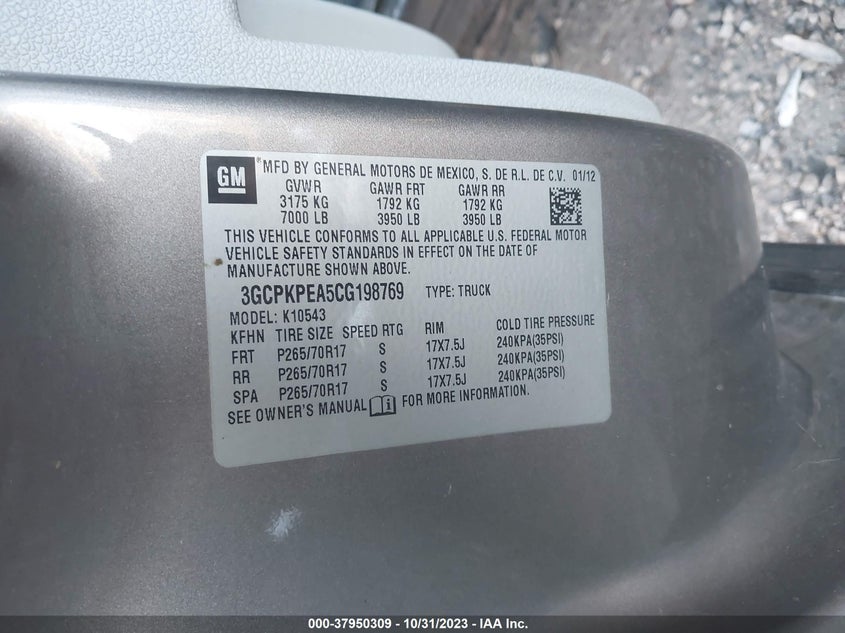 GM ® MFD BY GENERAL MOTORS DE MEXICO, S. DE R.L. DE C.V. 01/12
GVWR GAWR FRT GAWR RR
3175 KG 1792 KG 1792 KG
7000 LB 3950 LB 3950 LB
THIS VEHICLE CONFORMS TO ALL APPLICABLE U.S. FEDERAL MOTOR
VEHICLE SAFETY STANDARDS IN EFFECT ON THE DATE OF
MANUFACTURE SHOWN ABOVE.
3GCPKPEA5CG198769 TYPE: TRUCK
MODEL: K10543
KFHN TIRE SIZE SPEED RTG RIM COLD TIRE PRESSURE
FRT P265/70R17 S 17X7.5J 240KPA(35PSI)
RR P265/70R17 S 17X7.5J 240KPA(35PSI)
SPA P265/70R17 S 17X7.5J 240KPA(35PSI)
SEE OWNER'S MANUAL i FOR MORE INFORMATION.
000-37950309 - 10/31/2023 - IAA Inc.